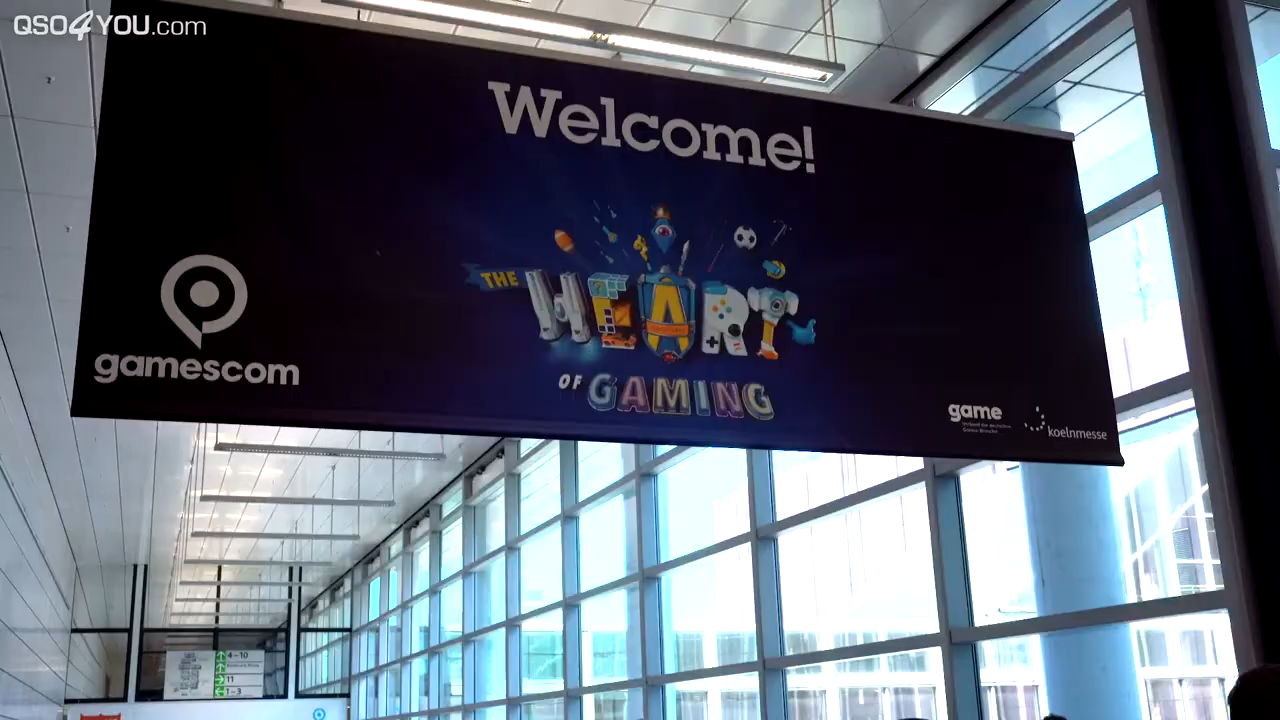 QSO4YOU.com
Welcome!
THE
HEART
OF GAMING
gamescom
game
koelnmesse
4-10
11
1-3